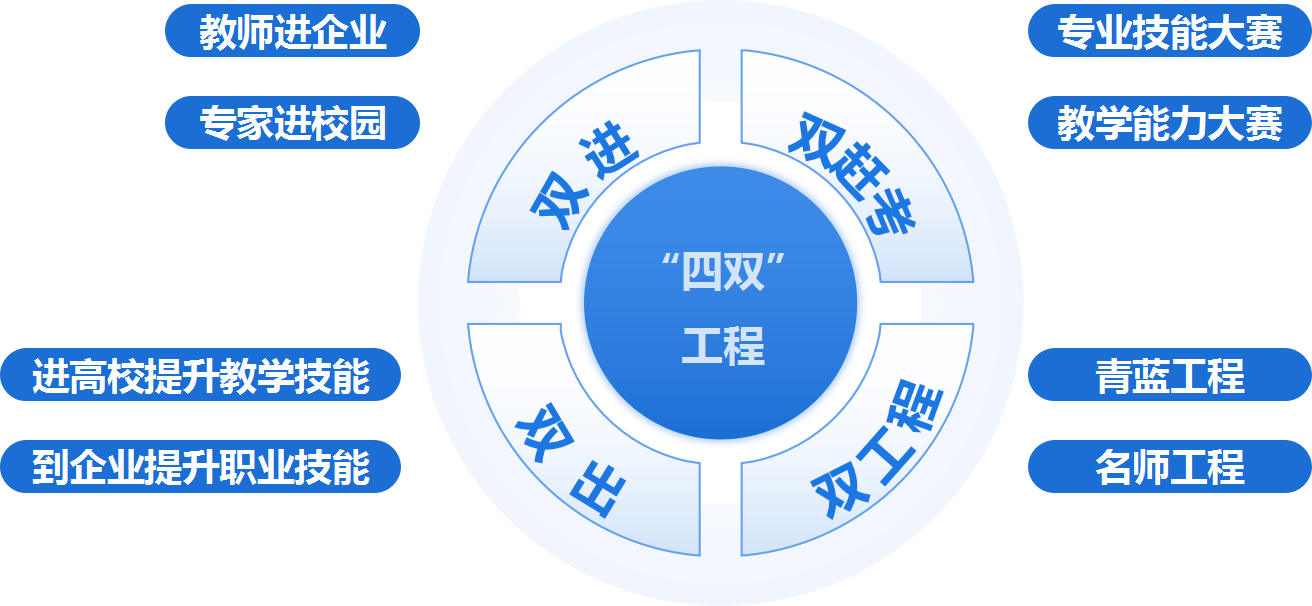 教师进企业
专家进校园
专业技能大赛
教学能力大赛
双进
双赶考
“四双”
工程
进高校提升教学技能
到企业提升职业技能
双出
双工程
青蓝工程
名师工程